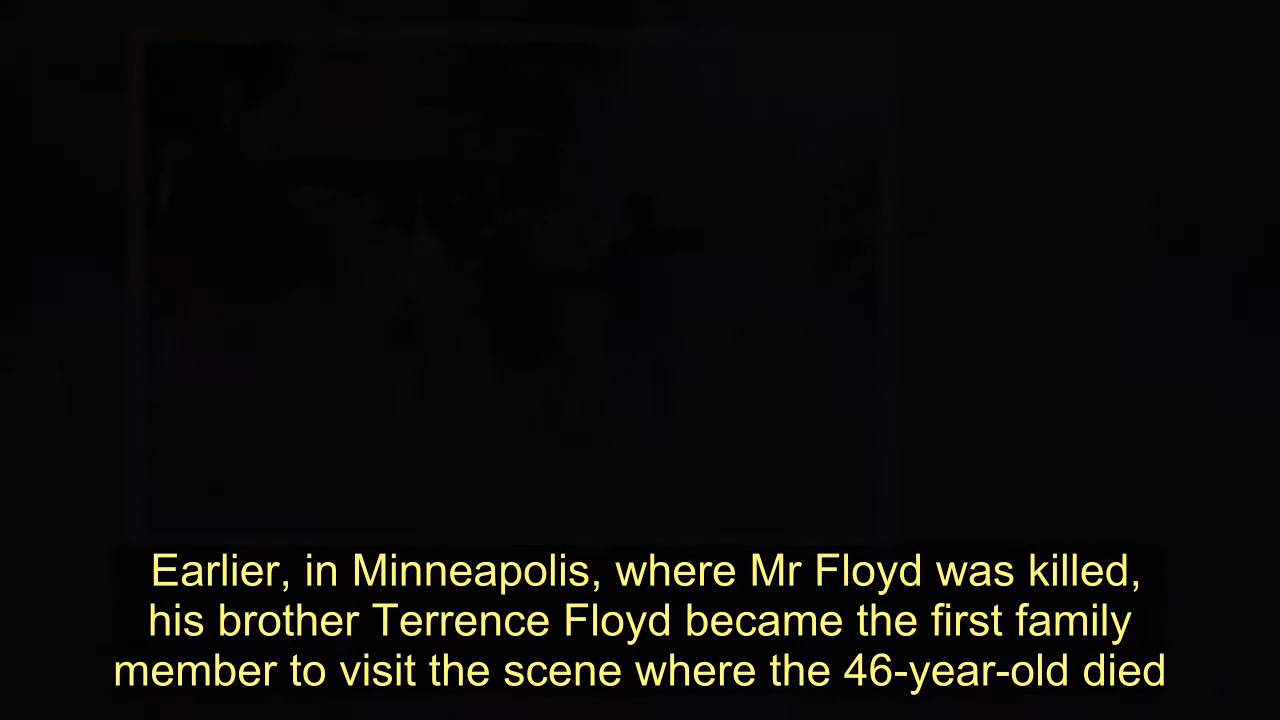 Earlier, in Minneapolis, where Mr Floyd was killed,
his brother Terrence Floyd became the first family
member to visit the scene where the 46-year-old died